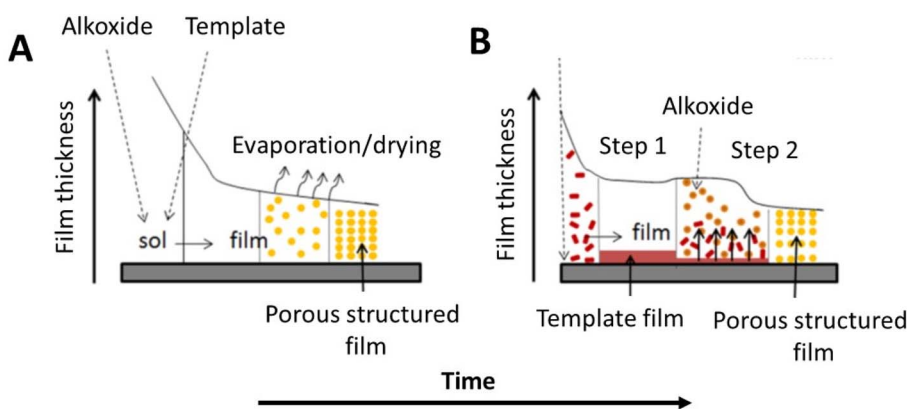 A
Alkoxide
Template
Film thickness
Evaporation/drying
sol
film
Porous structured
film
B
Film thickness
Step 1
Alkoxide
Step 2
film
Template film
Porous structured
film
Time